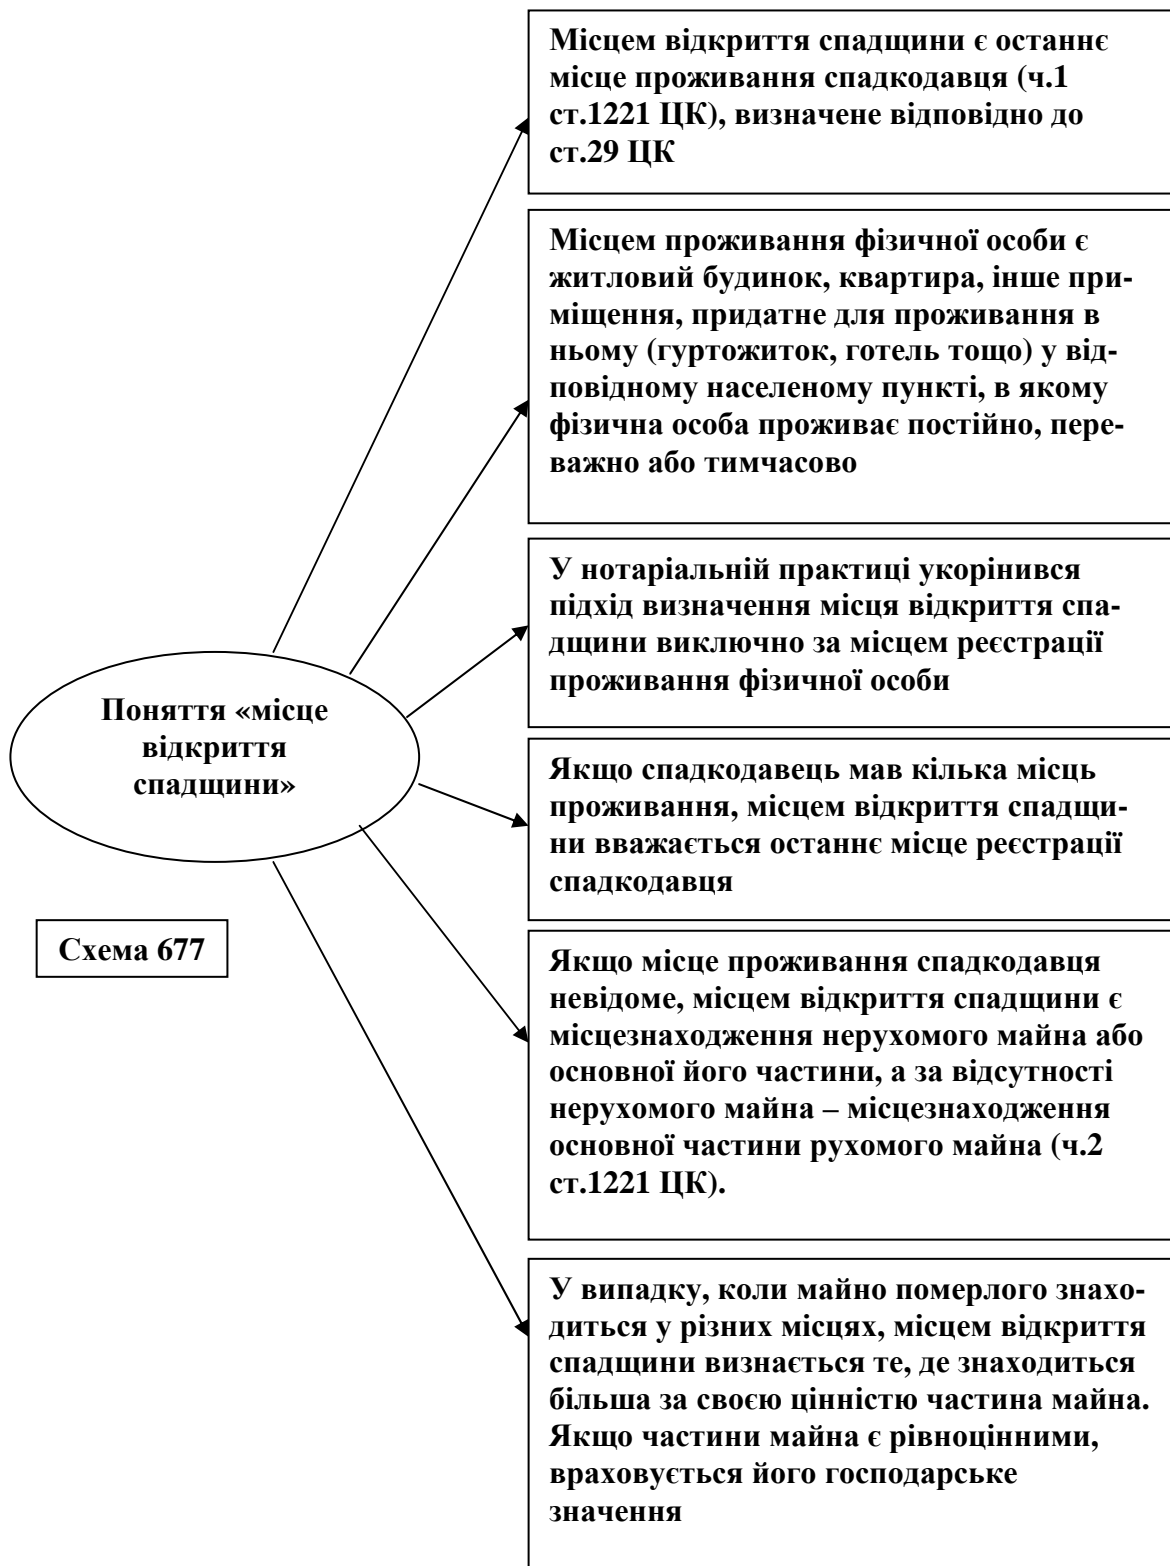 Місцем відкриття спадщини є останнє
місце проживання спадкодавця (ч.1
ст.1221 ЦК), визначене відповідно до
ст.29 ЦК
Місцем проживання фізичної особи є
житловий будинок, квартира, інше при-
міщення, придатне для проживання в
ньому (гуртожиток, готель тощо) у від-
повідному населеному пункті, в якому
фізична особа проживає постійно, пере-
важно або тимчасово
У нотаріальній практиці укорінився
підхід визначення місця відкриття спа-
дщини виключно за місцем реєстрації
проживання фізичної особи
Поняття «місце
відкриття
спадщини»
Якщо спадкодавець мав кілька місць
проживання, місцем відкриття спадщи-
ни вважається останнє місце реєстрації
спадкодавця
Схема 677
Якщо місце проживання спадкодавця
невідоме, місцем відкриття спадщини є
місцезнаходження нерухомого майна або
основної його частини, а за відсутності
нерухомого майна – місцезнаходження
основної частини рухомого майна (ч.2
ст.1221 ЦК).
У випадку, коли майно померлого знахо-
диться у різних місцях, місцем відкриття
спадщини визнається те, де знаходиться
більша за своєю цінністю частина майна.
Якщо частини майна є рівноцінними,
враховується його господарське
значення